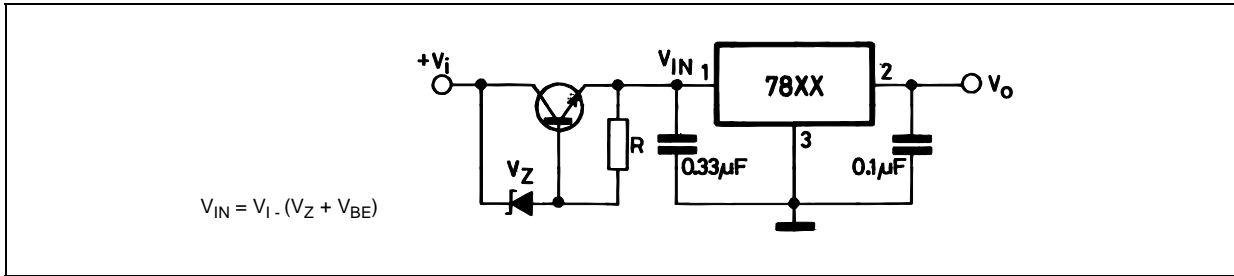 +Vi
VIN
1
78XX
2
Vo
3
R
0.33μF
0.1μF
VZ
VIN = VI - (VZ + VBE)